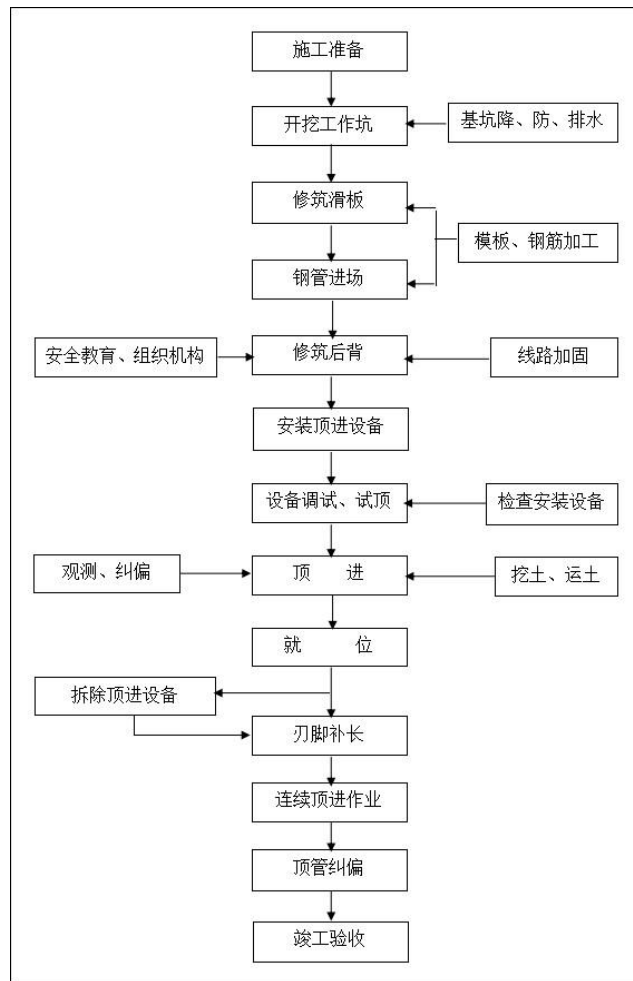 施工准备
开挖工作坑
基坑降、防、排水
修筑滑板
模板、钢筋加工
钢管进场
安全教育、组织机构
修筑后背
线路加固
安装顶进设备
设备调试、试顶
检查安装设备
观测、纠偏
顶 进
挖土、运土
就 位
拆除顶进设备
刃脚补长
连续顶进作业
顶管纠偏
竣工验收